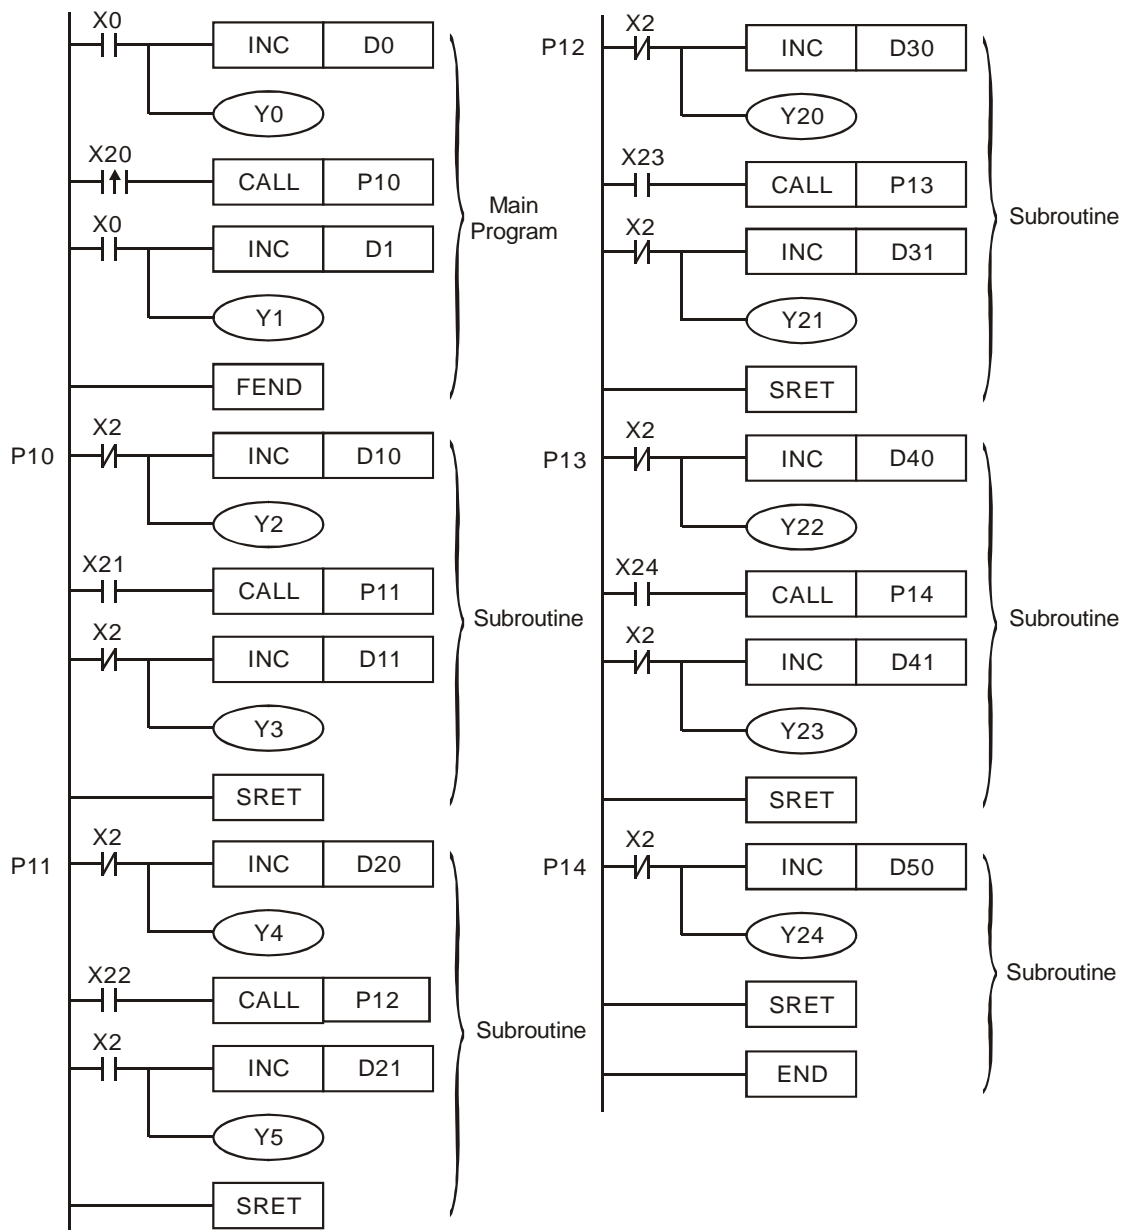 X0
INC D0
Y0
X20
CALL P10
X0
INC D1
Y1
FEND
Main
Program
P10
X2
INC D10
Y2
X21
CALL P11
X2
INC D11
Y3
SRET
Subroutine
P11
X2
INC D20
Y4
X22
CALL P12
X2
INC D21
Y5
SRET
Subroutine
P12
X2
INC D30
Y20
X23
CALL P13
X2
INC D31
Y21
SRET
Subroutine
P13
X2
INC D40
Y22
X24
CALL P14
X2
INC D41
Y23
SRET
Subroutine
P14
X2
INC D50
Y24
SRET
END
Subroutine